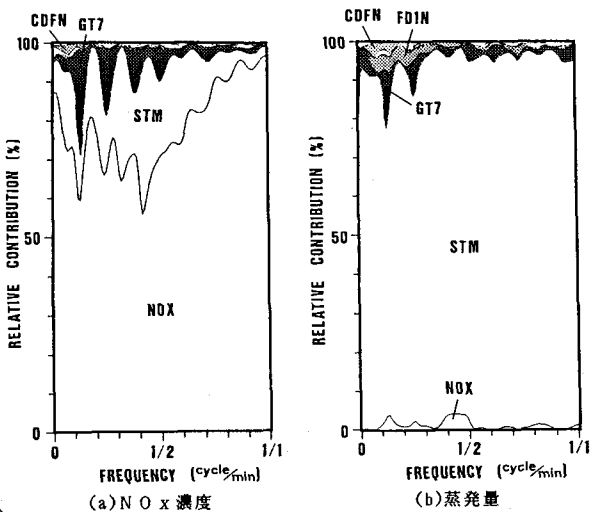 CDFN GT7
100
STM
50
NOX
0
0 1/2 1/1
RELATIVE CONTRIBUTION (%)
FREQUENCY (cycle/min)
(a)NOx濃度
CDFN FD1N
100
GT7
50
STM
NOX
0
0 1/2 1/1
RELATIVE CONTRIBUTION (%)
FREQUENCY (cycle/min)
(b)蒸発量